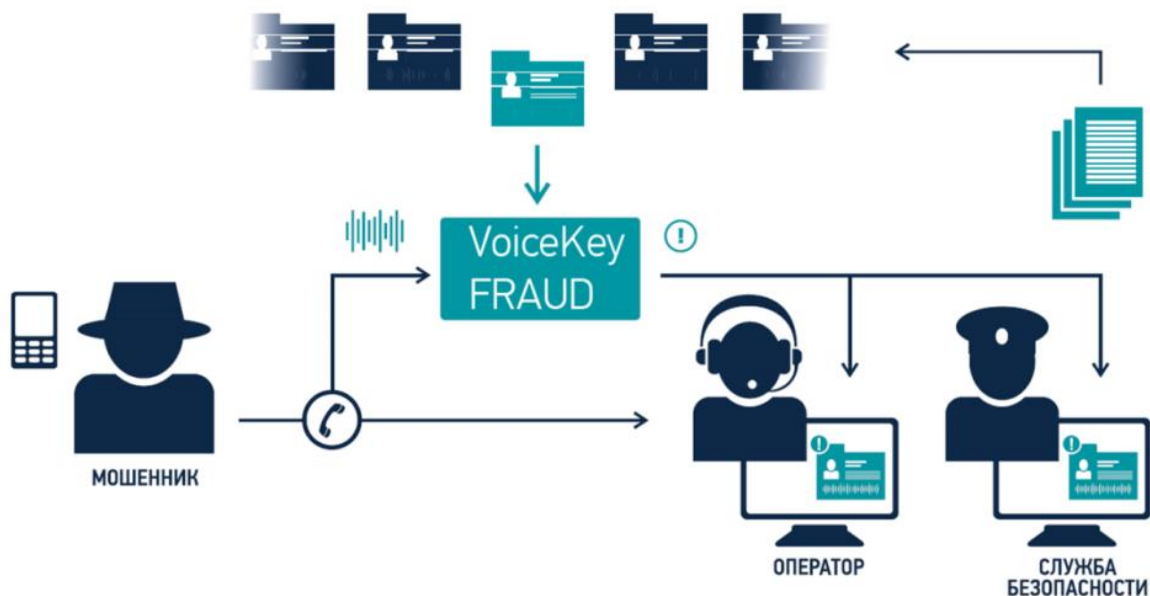 VoiceKey
FRAUD
МОШЕННИК
ОПЕРАТОР
СЛУЖБА
БЕЗОПАСНОСТИ